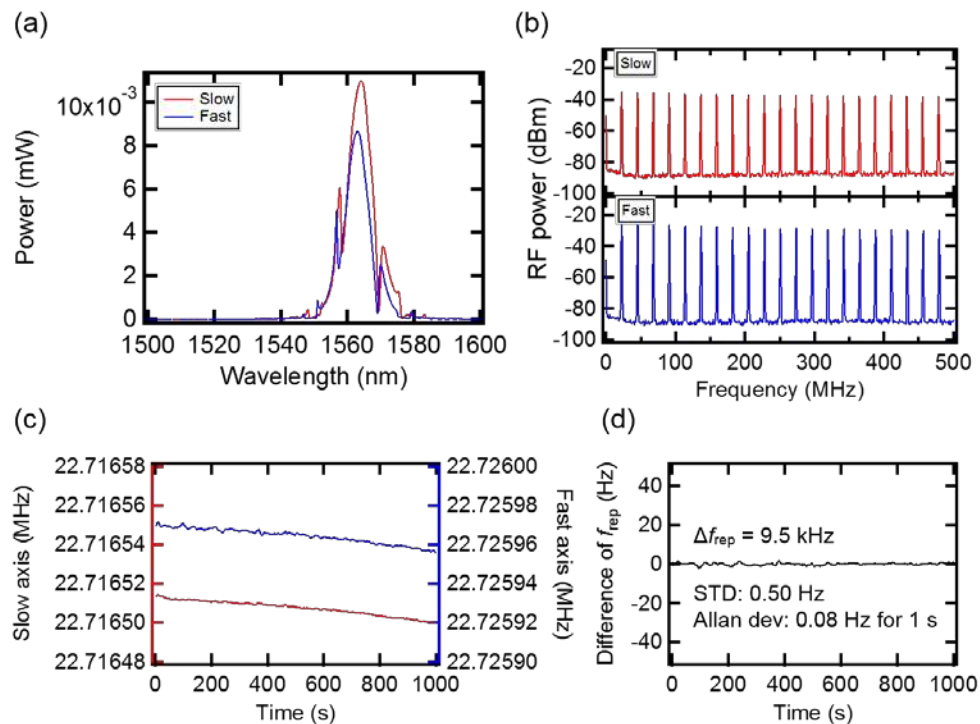 (a)
10x10⁻³
8
6
4
2
0
Power (mW)
Slow
Fast
1500 1520 1540 1560 1580 1600
Wavelength (nm)
(b)
Slow
-20
-40
-60
-80
-100
Fast
-20
-40
-60
-80
-100
RF power (dBm)
0 100 200 300 400 500
Frequency (MHz)
(c)
22.71658
22.71656
22.71654
22.71652
22.71650
22.71648
Slow axis (MHz)
22.72600
22.72598
22.72596
22.72594
22.72592
22.72590
Fast axis (MHz)
0 200 400 600 800 1000
Time (s)
(d)
40
20
0
-20
-40
Difference of frep (Hz)
Δfrep = 9.5 kHz
STD: 0.50 Hz
Allan dev: 0.08 Hz for 1 s
0 200 400 600 800 1000
Time (s)